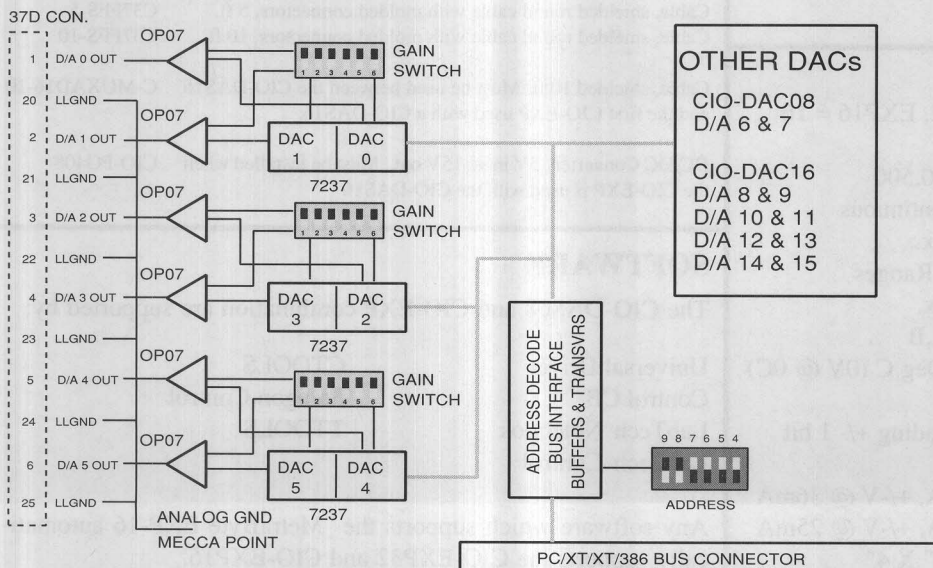 37D CON.
OP07
1 D/A 0 OUT
1 2 3 4 5 6
GAIN
SWITCH
20 LLGND
OP07
2 D/A 1 OUT
DAC
1
DAC
0
7237
21 LLGND
OP07
3 D/A 2 OUT
1 2 3 4 5 6
GAIN
SWITCH
22 LLGND
OP07
4 D/A 3 OUT
DAC
3
DAC
2
7237
23 LLGND
OP07
5 D/A 4 OUT
1 2 3 4 5 6
GAIN
SWITCH
24 LLGND
OP07
6 D/A 5 OUT
DAC
5
DAC
4
7237
25 LLGND
ANALOG GND
MECCA POINT
OTHER DACs
CIO-DAC08
D/A 6 & 7
CIO-DAC16
D/A 8 & 9
D/A 10 & 11
D/A 12 & 13
D/A 14 & 15
ADDRESS DECODE
BUS INTERFACE
BUFFERS & TRANSVRS
9 8 7 6 5 4
ADDRESS
PC/XT/XT/386 BUS CONNECTOR